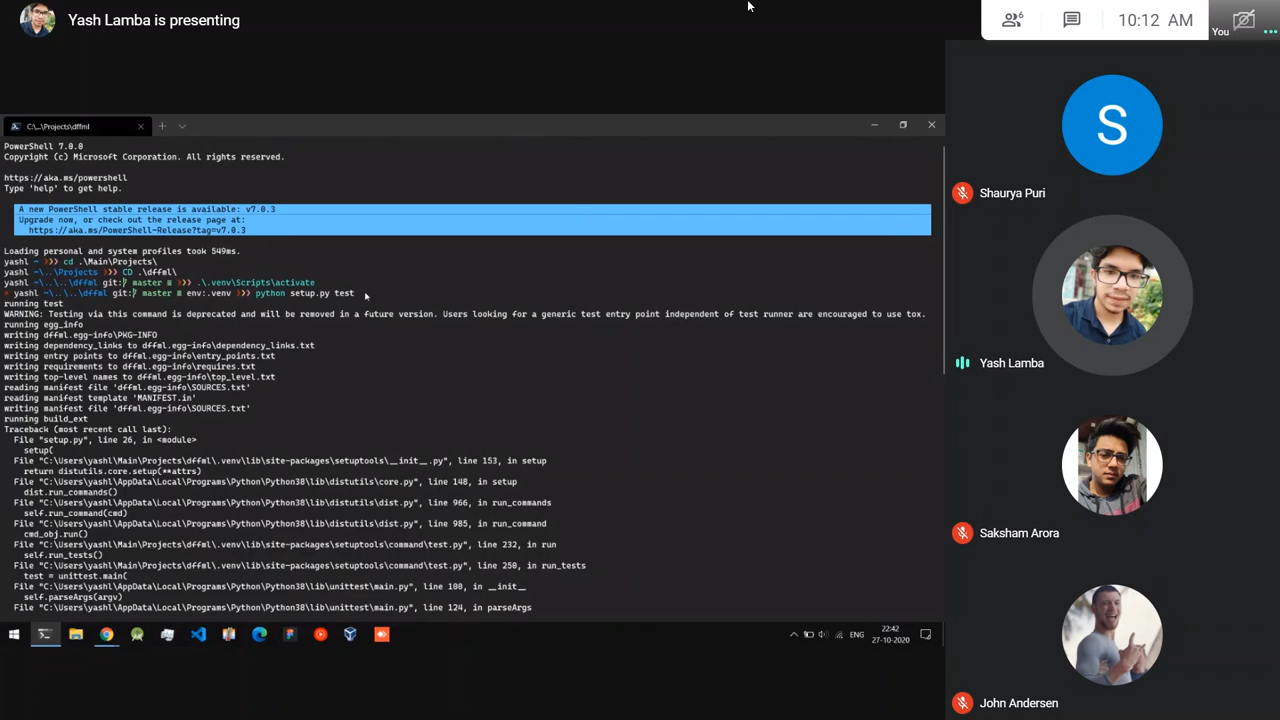 Yash Lamba is presenting
6
10:12 AM
You
C:\...\Projects\dffml
PowerShell 7.0.0
Copyright (c) Microsoft Corporation. All rights reserved.
https://aka.ms/powershell
Type 'help' to get help.
A new PowerShell stable release is available: v7.0.3
Upgrade now, or check out the release page at:
https://aka.ms/PowerShell-Release?tag=v7.0.3
Loading personal and system profiles took 549ms.
yashl ~ ❯❯❯ cd .\Main\Projects\
yashl ~\..\Projects ❯❯❯ CD .\dffml\
yashl ~\..\..\dffml git: master ≡ ❯❯❯ .\.venv\Scripts\activate
yashl ~\..\..\dffml git: master ≡ env:.venv ❯❯❯ python setup.py test
running test
WARNING: Testing via this command is deprecated and will be removed in a future version. Users looking for a generic test entry point independent of test runner are encouraged to use tox.
running egg_info
writing dffml.egg-info\PKG-INFO
writing dependency_links to dffml.egg-info\dependency_links.txt
writing entry points to dffml.egg-info\entry_points.txt
writing requirements to dffml.egg-info\requires.txt
writing top-level names to dffml.egg-info\top_level.txt
reading manifest file 'dffml.egg-info\SOURCES.txt'
reading manifest template 'MANIFEST.in'
writing manifest file 'dffml.egg-info\SOURCES.txt'
running build_ext
Traceback (most recent call last):
File "setup.py", line 26, in <module>
setup(
File "C:\Users\yashl\Main\Projects\dffml\.venv\lib\site-packages\setuptools\__init__.py", line 153, in setup
return distutils.core.setup(**attrs)
File "C:\Users\yashl\AppData\Local\Programs\Python\Python38\lib\distutils\core.py", line 148, in setup
dist.run_commands()
File "C:\Users\yashl\AppData\Local\Programs\Python\Python38\lib\distutils\dist.py", line 966, in run_commands
self.run_command(cmd)
File "C:\Users\yashl\AppData\Local\Programs\Python\Python38\lib\distutils\dist.py", line 985, in run_command
cmd_obj.run()
File "C:\Users\yashl\Main\Projects\dffml\.venv\lib\site-packages\setuptools\command\test.py", line 232, in run
self.run_tests()
File "C:\Users\yashl\Main\Projects\dffml\.venv\lib\site-packages\setuptools\command\test.py", line 250, in run_tests
test = unittest.main(
File "C:\Users\yashl\AppData\Local\Programs\Python\Python38\lib\unittest\main.py", line 100, in __init__
self.parseArgs(argv)
File "C:\Users\yashl\AppData\Local\Programs\Python\Python38\lib\unittest\main.py", line 124, in parseArgs
ENG
22:42
27-10-2020
S
Shaurya Puri
Yash Lamba
Saksham Arora
John Andersen